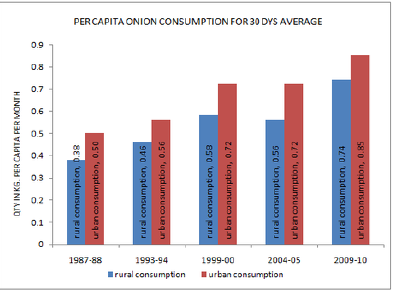 PER CAPITA ONION CONSUMPTION FOR 30 DYS AVERAGE
QTY IN KG. PER CAPITA PER MONTH
0.9
0.8
0.7
0.6
0.5
0.4
0.3
0.2
0.1
0
rural consumption, 0.38
urban consumption, 0.50
rural consumption, 0.46
urban consumption, 0.56
rural consumption, 0.58
urban consumption, 0.72
rural consumption, 0.56
urban consumption, 0.72
rural consumption, 0.74
urban consumption, 0.85
1987-88
1993-94
1999-00
2004-05
2009-10
rural consumption
urban consumption